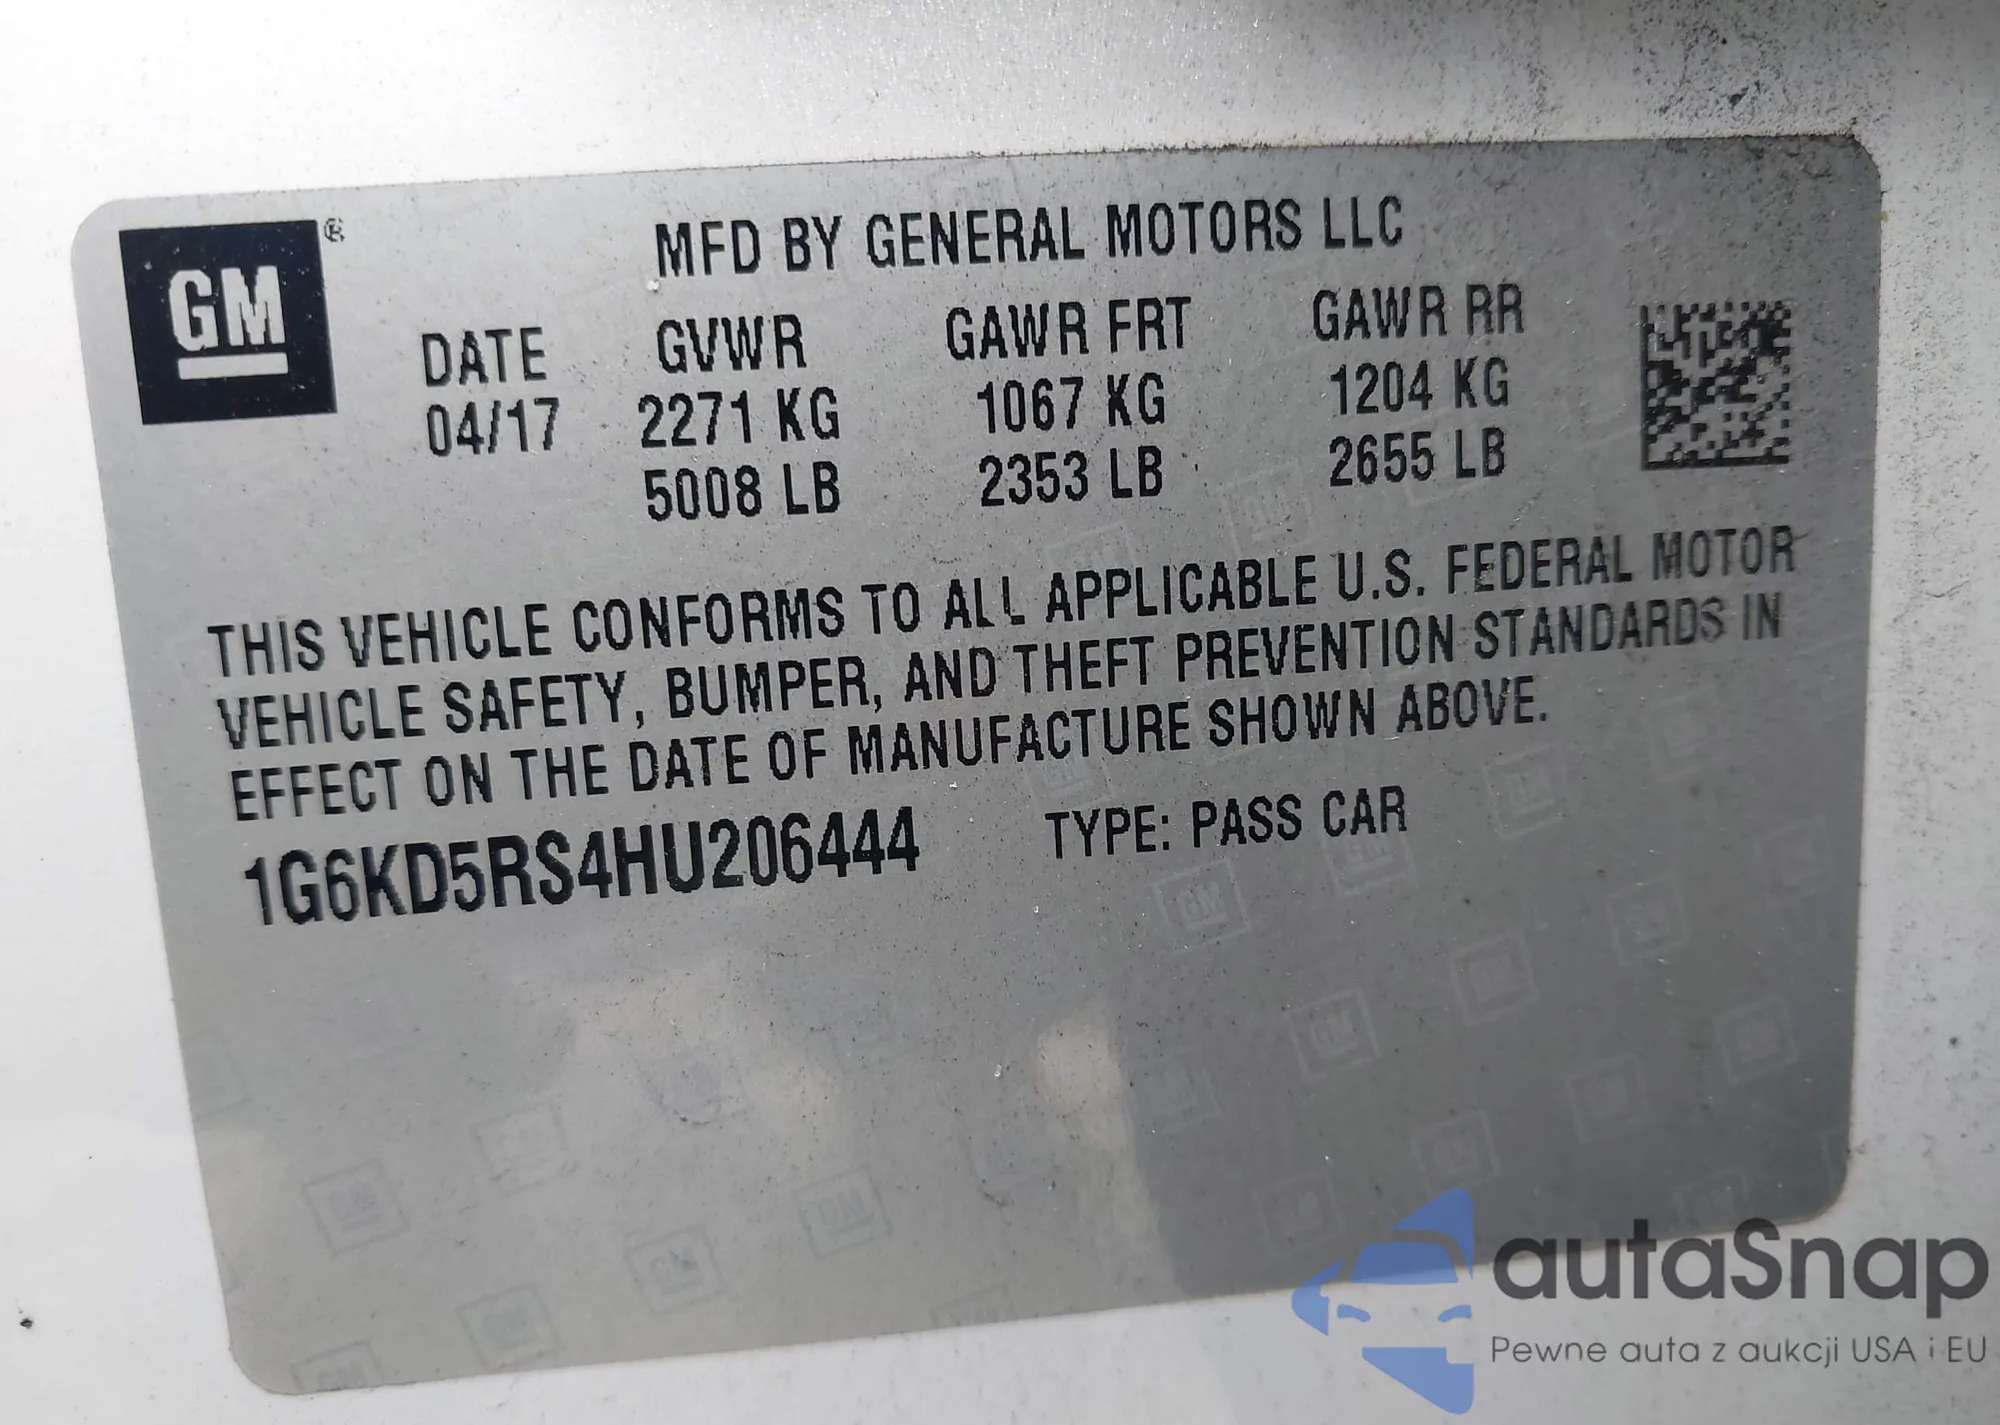 GM®
MFD BY GENERAL MOTORS LLC
DATE GVWR GAWR FRT GAWR RR
04/17 2271 KG 1067 KG 1204 KG
5008 LB 2353 LB 2655 LB
THIS VEHICLE CONFORMS TO ALL APPLICABLE U.S. FEDERAL MOTOR
VEHICLE SAFETY, BUMPER, AND THEFT PREVENTION STANDARDS IN
EFFECT ON THE DATE OF MANUFACTURE SHOWN ABOVE.
1G6KD5RS4HU206444 TYPE: PASS CAR
autaSnap
Pewne auta z aukcji USA i EU